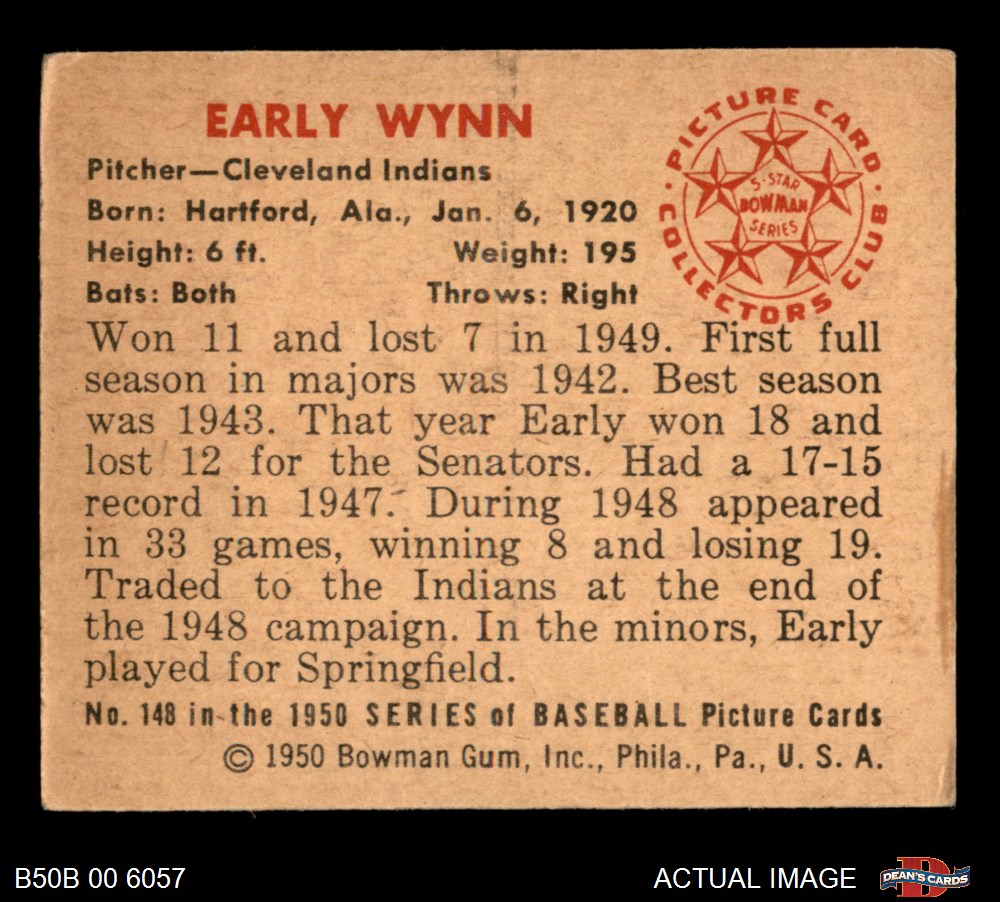 EARLY WYNN
Pitcher—Cleveland Indians
Born: Hartford, Ala., Jan. 6, 1920
Height: 6 ft. Weight: 195
Bats: Both Throws: Right
PICTURE CARD
COLLECTORS CLUB
5-STAR
BOWMAN
SERIES
Won 11 and lost 7 in 1949. First full
season in majors was 1942. Best season
was 1943. That year Early won 18 and
lost 12 for the Senators. Had a 17-15
record in 1947. During 1948 appeared
in 33 games, winning 8 and losing 19.
Traded to the Indians at the end of
the 1948 campaign. In the minors, Early
played for Springfield.
No. 148 in the 1950 SERIES of BASEBALL Picture Cards
© 1950 Bowman Gum, Inc., Phila., Pa., U. S. A.
B50B 00 6057
ACTUAL IMAGE
D
DEAN'S CARDS